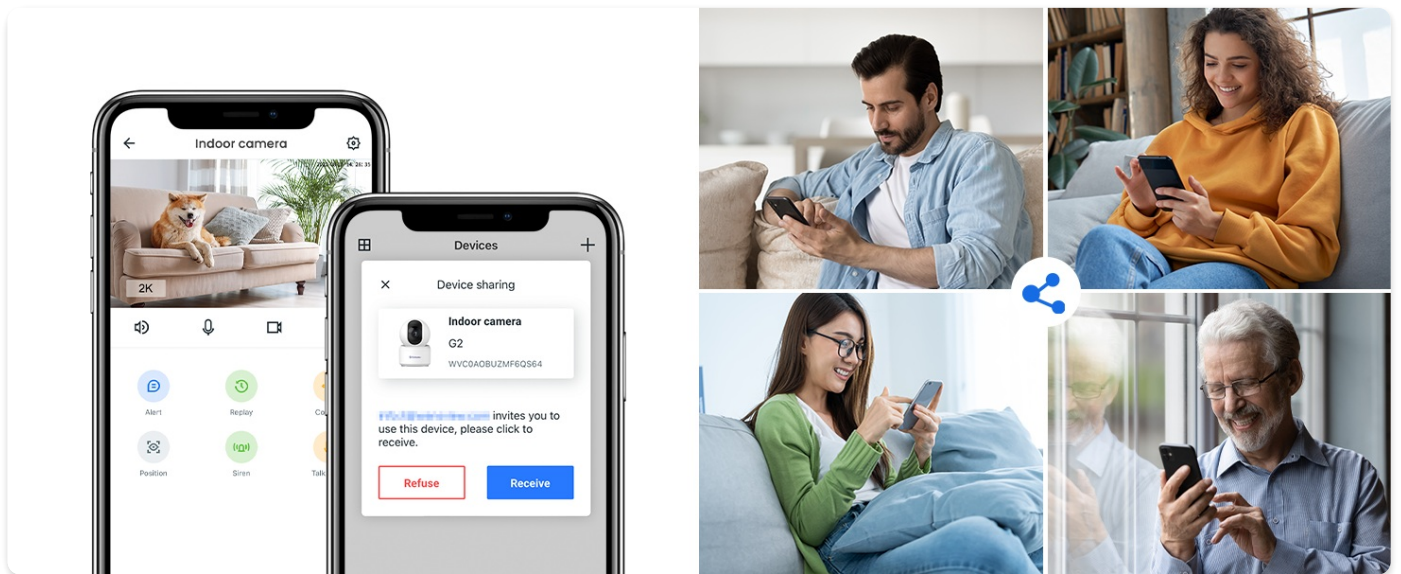 Indoor camera
2K
Alert
Replay
Position
Siren
Devices
Device sharing
Indoor camera
G2
WVC0AOBUZMF6QS64
invites you to
use this device, please click to
receive.
Refuse
Receive